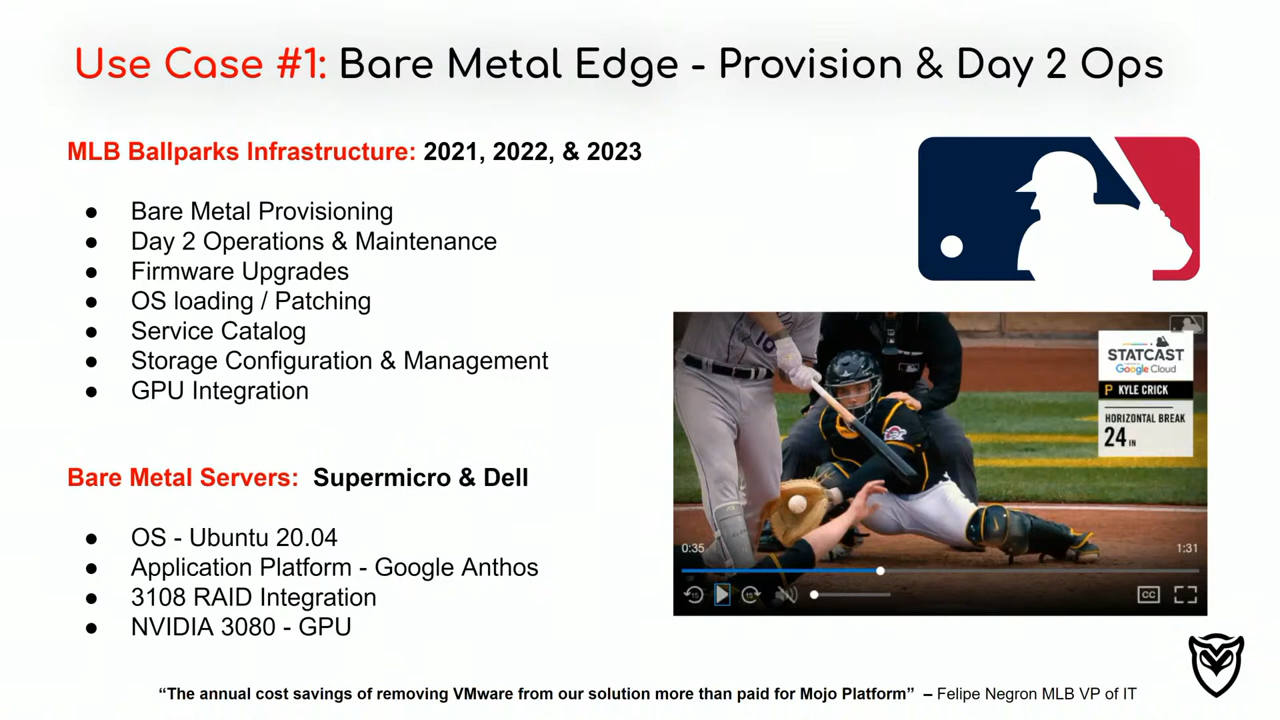 Use Case #1: Bare Metal Edge - Provision & Day 2 Ops
MLB Ballparks Infrastructure: 2021, 2022, & 2023
● Bare Metal Provisioning
● Day 2 Operations & Maintenance
● Firmware Upgrades
● OS loading / Patching
● Service Catalog
● Storage Configuration & Management
● GPU Integration
Bare Metal Servers: Supermicro & Dell
● OS - Ubuntu 20.04
● Application Platform - Google Anthos
● 3108 RAID Integration
● NVIDIA 3080 - GPU
STATCAST
Google Cloud
P KYLE CRICK
HORIZONTAL BREAK
24 IN
0:35
1:31
15
15
CC
“The annual cost savings of removing VMware from our solution more than paid for Mojo Platform” – Felipe Negron MLB VP of IT